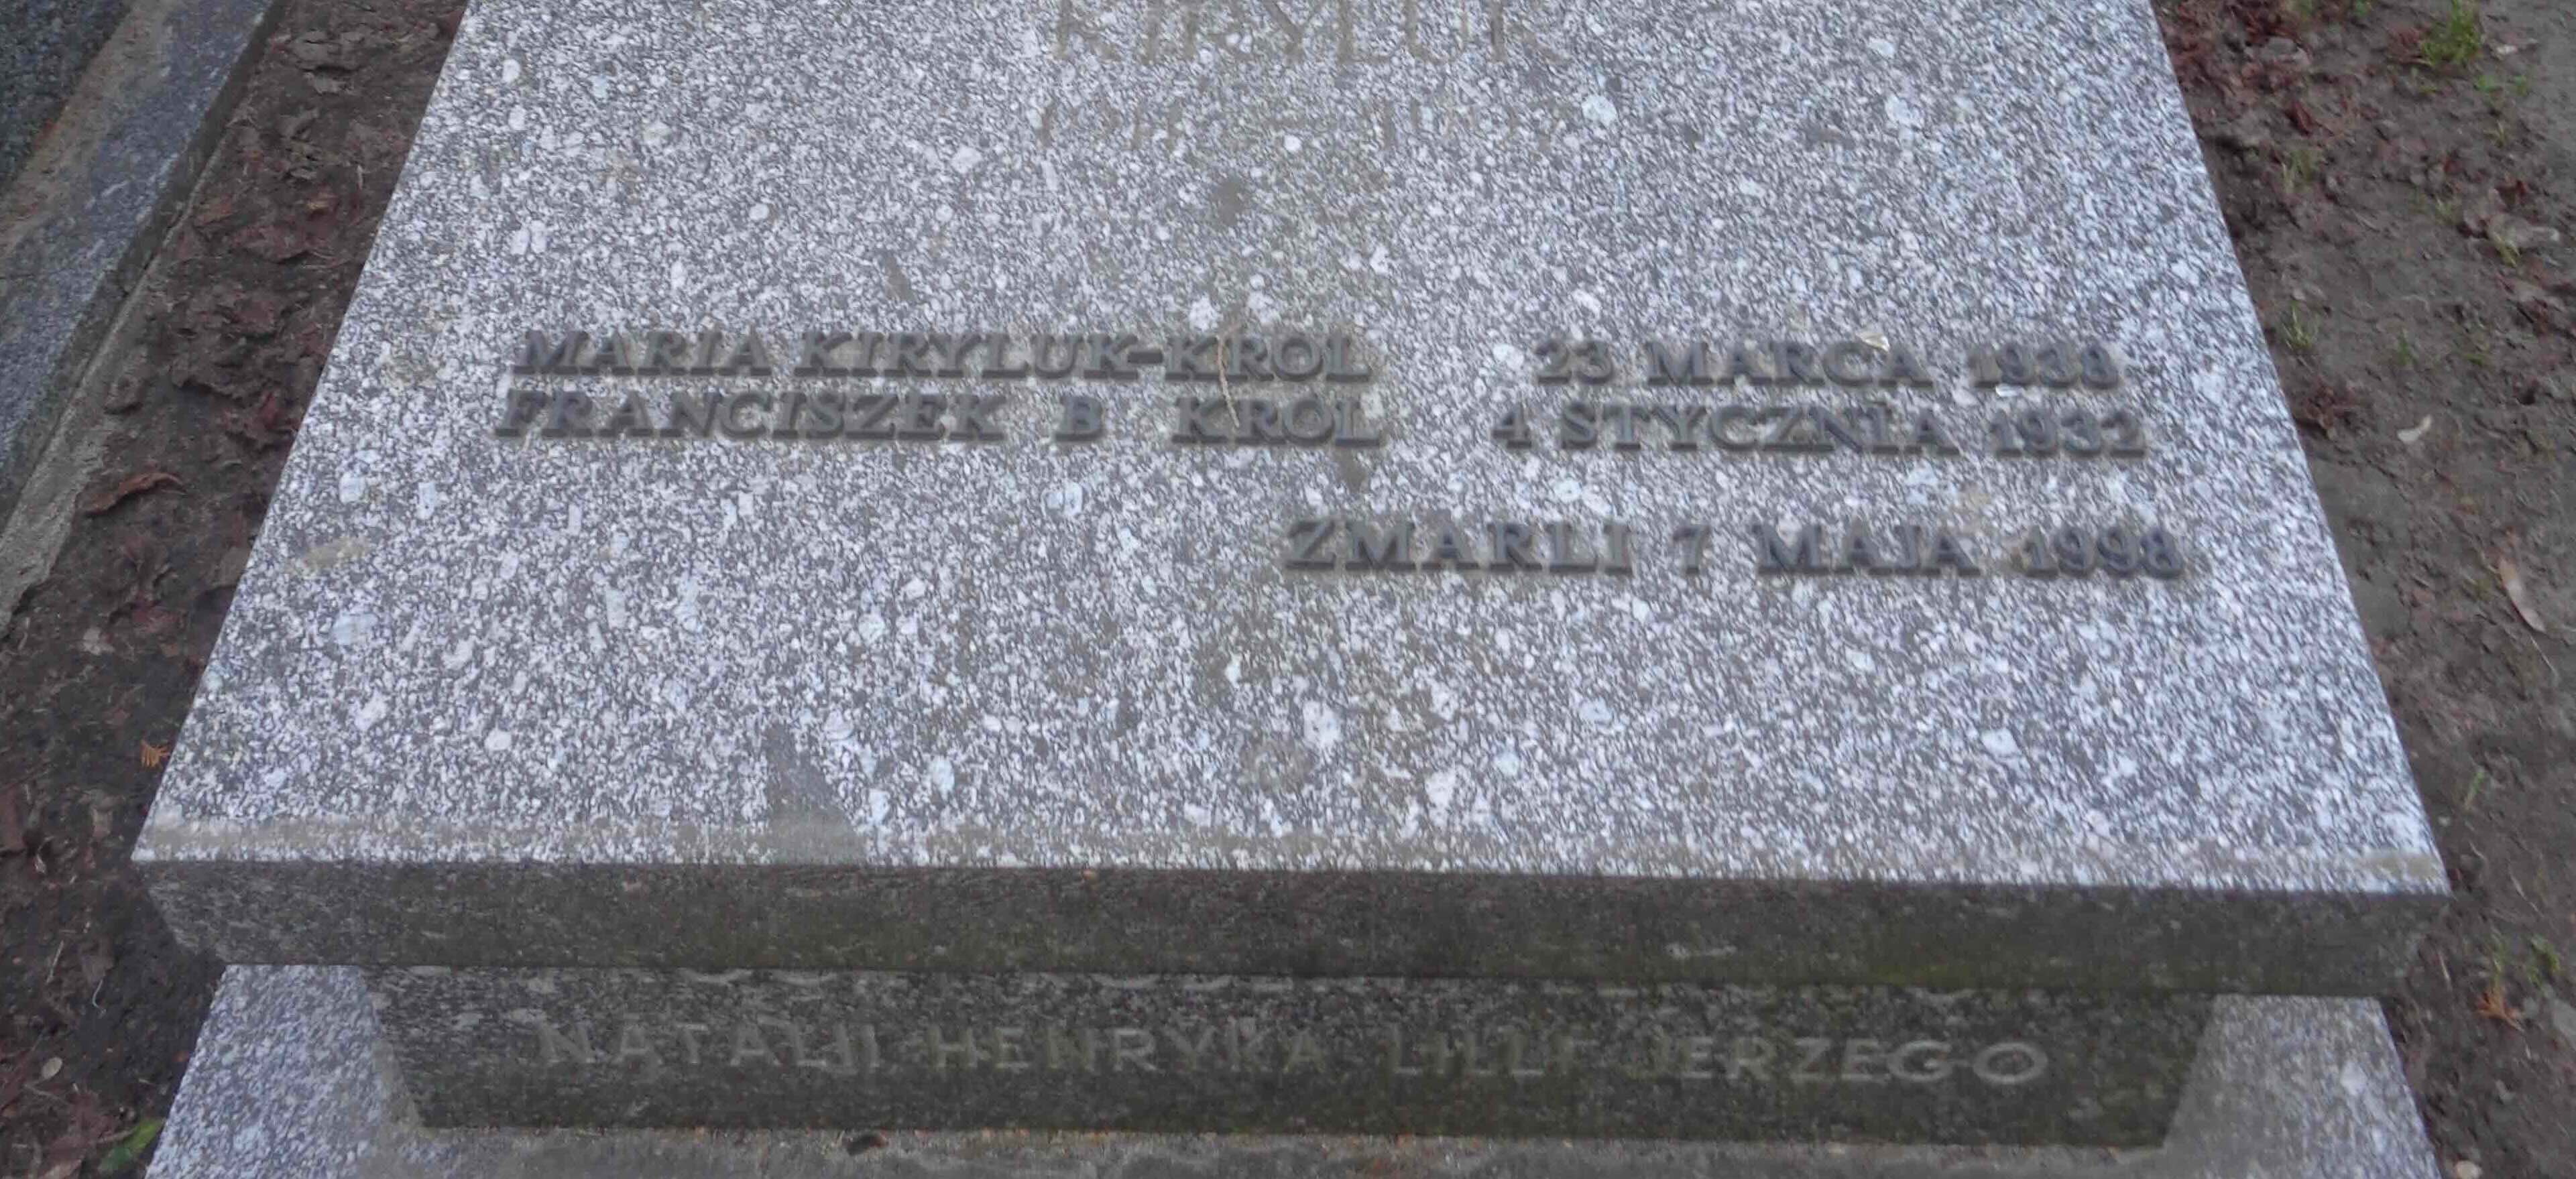 KIRYLUK
MARIA KIRYLUK-KRÓL 23 MARCA 1938
FRANCISZEK B KRÓL 4 STYCZNIA 1932
ZMARLI 7 MAJA 1998
NATALII HENRYKA LILLI JERZEGO